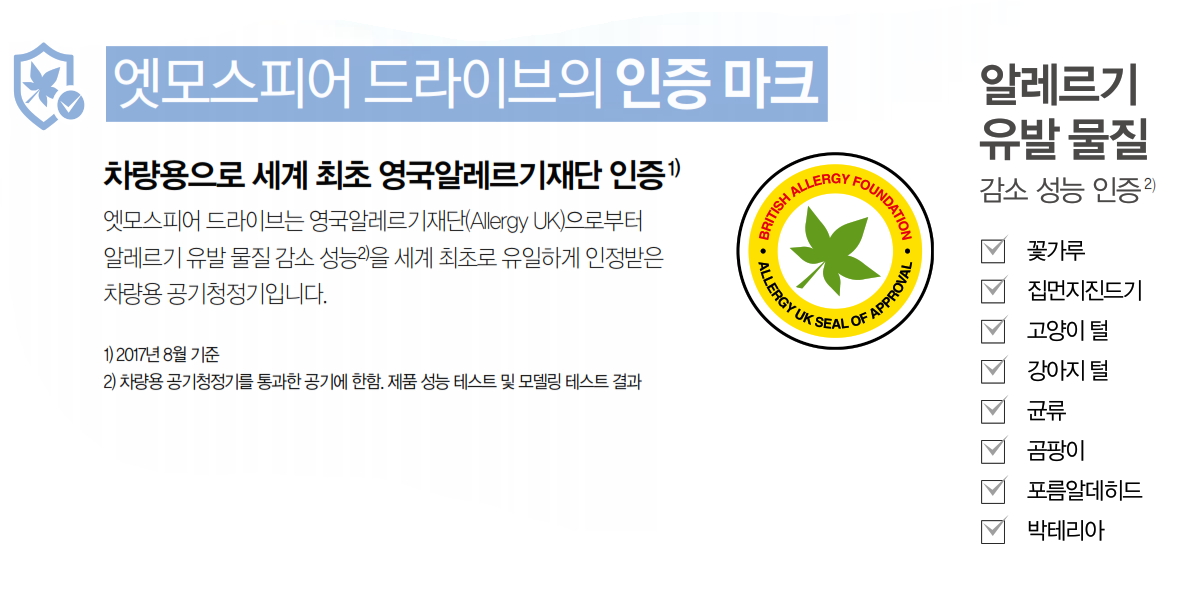 엣모스피어 드라이브의 인증 마크
차량용으로 세계 최초 영국알레르기재단 인증1)
엣모스피어 드라이브는 영국알레르기재단(Allergy UK)으로부터
알레르기 유발 물질 감소 성능2)을 세계 최초로 유일하게 인정받은
차량용 공기청정기입니다.
1) 2017년 8월 기준
2) 차량용 공기청정기를 통과한 공기에 한함. 제품 성능 테스트 및 모델링 테스트 결과
BRITISH ALLERGY FOUNDATION
ALLERGY UK SEAL OF APPROVAL
알레르기
유발 물질
감소 성능 인증2)
꽃가루
집먼지진드기
고양이 털
강아지 털
균류
곰팡이
포름알데히드
박테리아